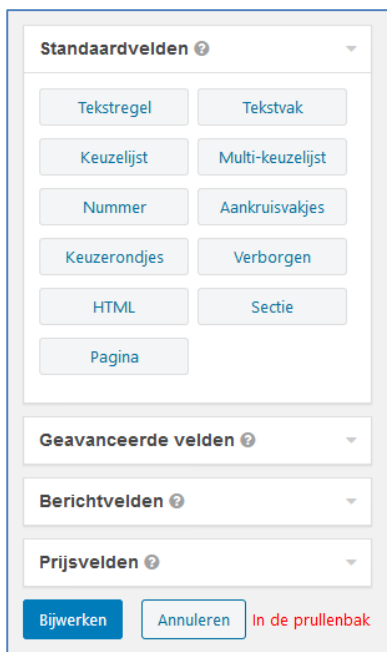 Standaardvelden ?
Tekstregel Tekstvak
Keuzelijst Multi-keuzelijst
Nummer Aankruisvakjes
Keuzerondjes Verborgen
HTML Sectie
Pagina
Geavanceerde velden ?
Berichtvelden ?
Prijsvelden ?
Bijwerken Annuleren In de prullenbak